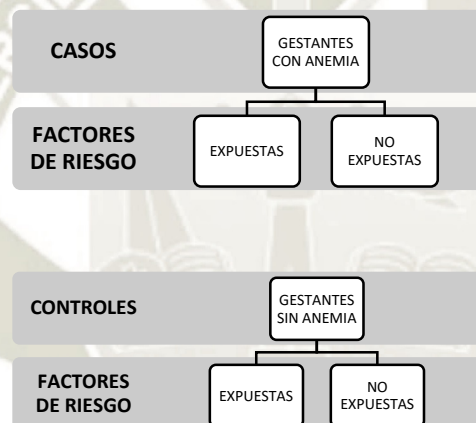 CASOS
GESTANTES
CON ANEMIA
FACTORES
DE RIESGO
EXPUESTAS
NO
EXPUESTAS
CONTROLES
GESTANTES
SIN ANEMIA
FACTORES
DE RIESGO
EXPUESTAS
NO
EXPUESTAS